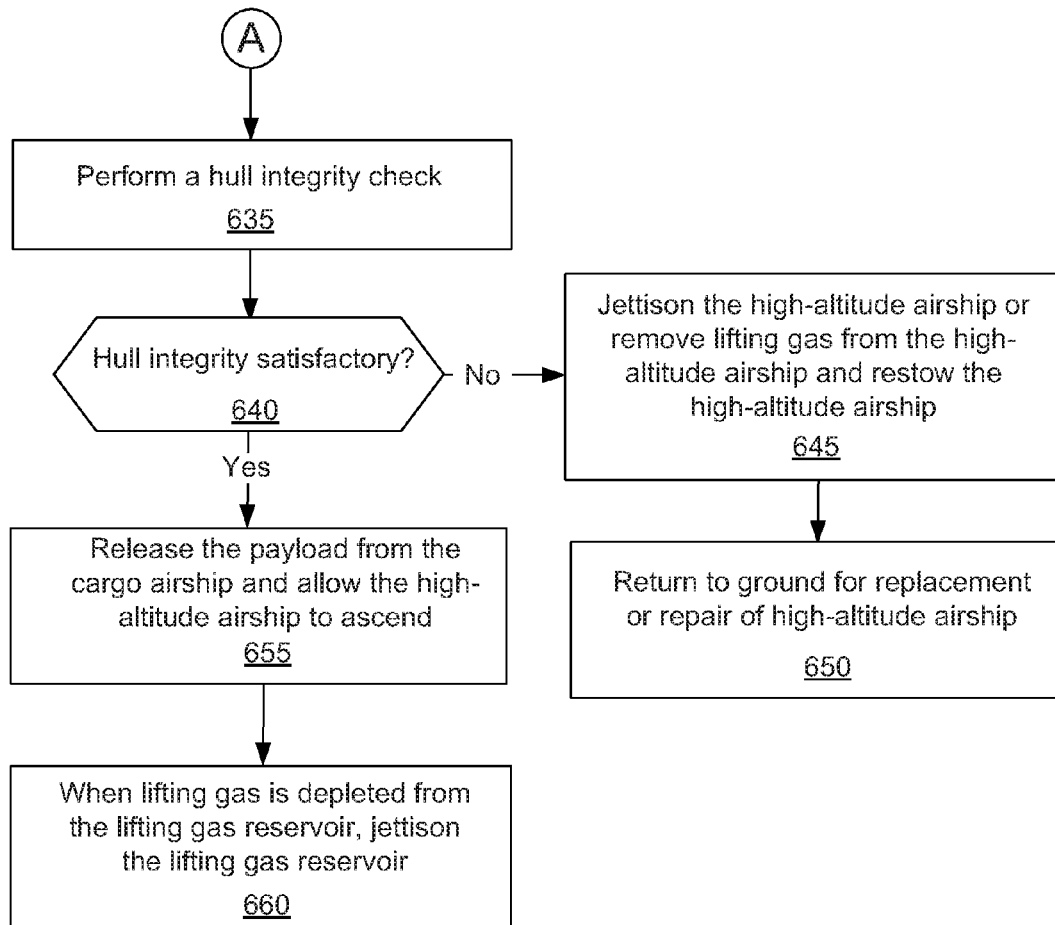 A
Perform a hull integrity check
635
Hull integrity satisfactory?
640
No
Jettison the high-altitude airship or
remove lifting gas from the high-
altitude airship and restow the
high-altitude airship
645
Yes
Release the payload from the
cargo airship and allow the high-
altitude airship to ascend
655
Return to ground for replacement
or repair of high-altitude airship
650
When lifting gas is depleted from
the lifting gas reservoir, jettison
the lifting gas reservoir
660